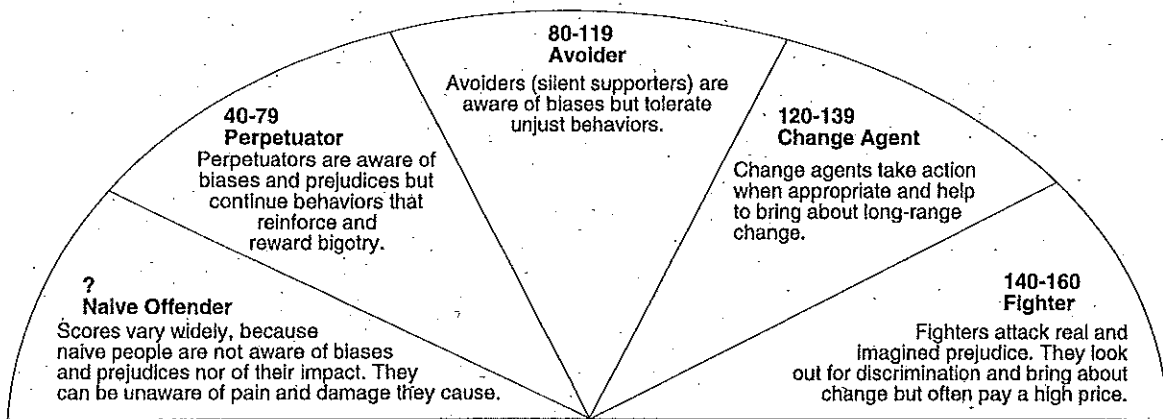 80-119
Avoider
Avoiders (silent supporters) are
aware of biases but tolerate
unjust behaviors.
40-79
Perpetuator
Perpetuators are aware of
biases and prejudices but
continue behaviors that
reinforce and
reward bigotry.
120-139
Change Agent
Change agents take action
when appropriate and help
to bring about long-range
change.
?
Naive Offender
Scores vary widely, because
naive people are not aware of biases
and prejudices nor of their impact. They
can be unaware of pain and damage they cause.
140-160
Fighter
Fighters attack real and
imagined prejudice. They look
out for discrimination and bring about
change but often pay a high price.